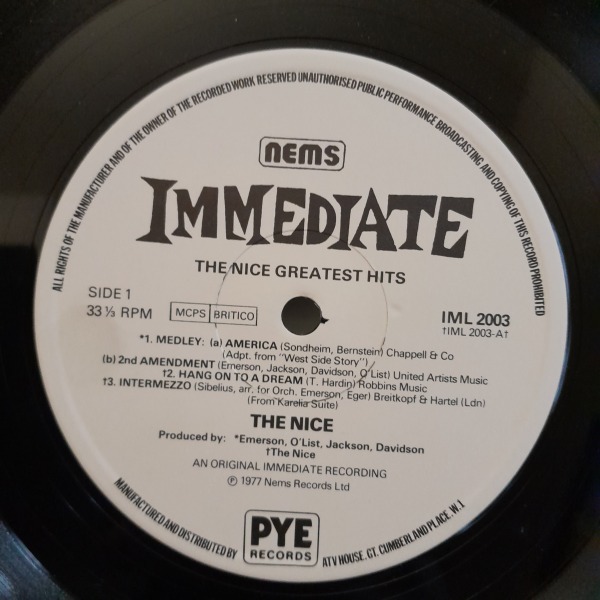 ALL RIGHTS OF THE MANUFACTURER AND OF THE OWNER OF THE RECORDED WORK RESERVED UNAUTHORISED PUBLIC PERFORMANCE BROADCASTING AND COPYING OF THIS RECORD PROHIBITED
nems
IMMEDIATE
THE NICE GREATEST HITS
SIDE 1
33 ⅓ RPM
MCPS BRITICO
IML 2003
†IML 2003-A†
*1. MEDLEY: (a) AMERICA (Sondheim, Bernstein) Chappell & Co
(Adpt. from "West Side Story")
(b) 2nd AMENDMENT (Emerson, Jackson, Davidson, O'List) United Artists Music
†2. HANG ON TO A DREAM (T. Hardin) Robbins Music
†3. INTERMEZZO (Sibelius, arr. for Orch. Emerson, Eger) Breitkopf & Hartel (Ldn)
(From Karelia Suite)
THE NICE
Produced by: *Emerson, O'List, Jackson, Davidson
†The Nice
AN ORIGINAL IMMEDIATE RECORDING
℗ 1977 Nems Records Ltd
MANUFACTURED AND DISTRIBUTED BY
PYE
RECORDS
ATV HOUSE. GT. CUMBERLAND PLACE. W.1